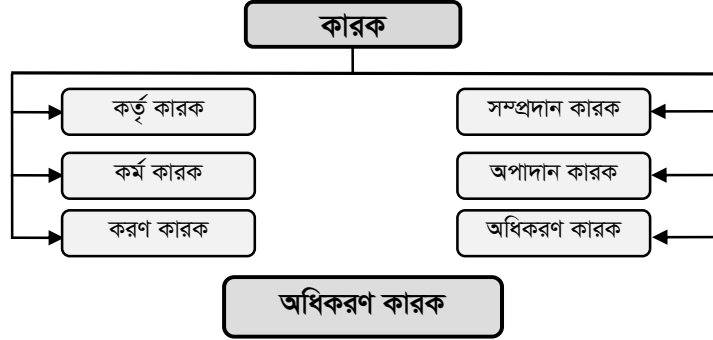 কারক
কর্তৃ কারক
কর্ম কারক
করণ কারক
সম্প্রদান কারক
অপাদান কারক
অধিকরণ কারক
অধিকরণ কারক